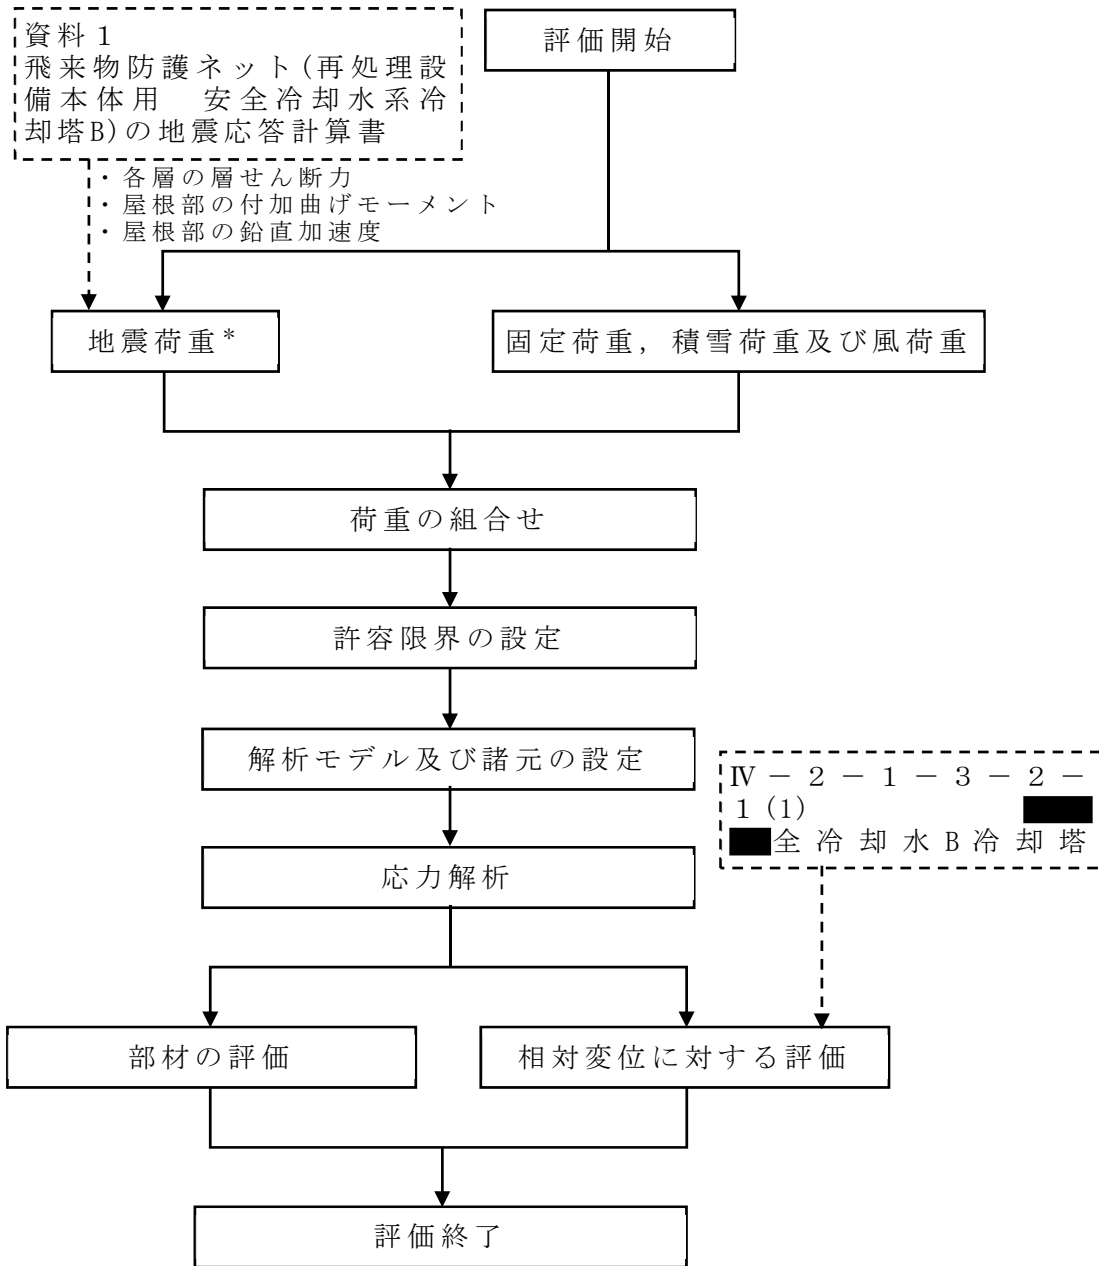 資料1
飛来物防護ネット(再処理設
備本体用　安全冷却水系冷
却塔B)の地震応答計算書
評価開始
・各層の層せん断力
・屋根部の付加曲げモーメント
・屋根部の鉛直加速度
地震荷重*
固定荷重，積雪荷重及び風荷重
荷重の組合せ
許容限界の設定
解析モデル及び諸元の設定
Ⅳ－2－1－3－2－
1(1)
全冷却水B冷却塔
応力解析
部材の評価
相対変位に対する評価
評価終了